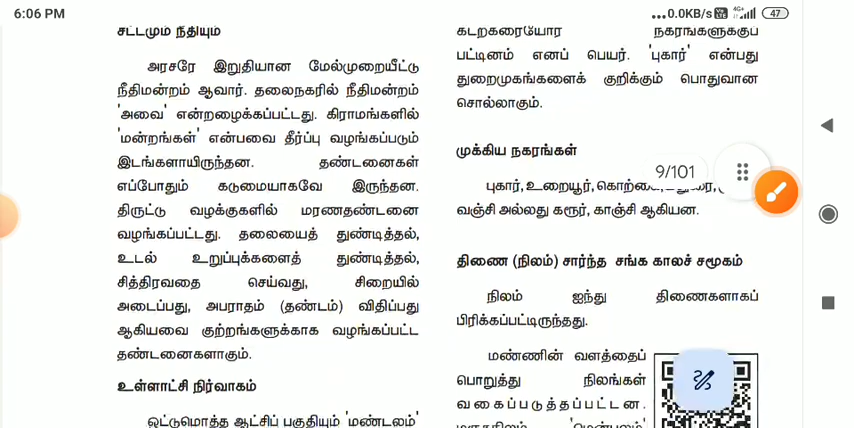 6:06 PM
...0.0KB/s
4G+
47
சட்டமும் நீதியும்
அரசரே இறுதியான மேல்முறையீட்டு
நீதிமன்றம் ஆவார். தலைநகரில் நீதிமன்றம்
'அவை' என்றழைக்கப்பட்டது. கிராமங்களில்
'மன்றங்கள்' என்பவை தீர்ப்பு வழங்கப்படும்
இடங்களாயிருந்தன. தண்டனைகள்
எப்போதும் கடுமையாகவே இருந்தன.
திருட்டு வழக்குகளில் மரணதண்டனை
வழங்கப்பட்டது. தலையைத் துண்டித்தல்,
உடல் உறுப்புக்களைத் துண்டித்தல்,
சித்திரவதை செய்வது, சிறையில்
அடைப்பது, அபராதம் (தண்டம்) விதிப்பது
ஆகியவை குற்றங்களுக்காக வழங்கப்பட்ட
தண்டனைகளாகும்.
உள்ளாட்சி நிர்வாகம்
ஒட்டுமொத்த ஆட்சிப் பகுதியும் 'மண்டலம்'
கடற்கரையோர நகரங்களுக்குப்
பட்டினம் எனப் பெயர். 'புகார்' என்பது
துறைமுகங்களைக் குறிக்கும் பொதுவான
சொல்லாகும்.
முக்கிய நகரங்கள்
9/101
புகார், உறையூர், கொற்கை, மதுரை,
வஞ்சி அல்லது கரூர், காஞ்சி ஆகியன.
திணை (நிலம்) சார்ந்த சங்க காலச் சமூகம்
நிலம் ஐந்து திணைகளாகப்
பிரிக்கப்பட்டிருந்தது.
மண்ணின் வளத்தைப்
பொறுத்து நிலங்கள்
வகைப்படுத்தப்பட்டன.
மருதநிலம் 'மென்புலம்'